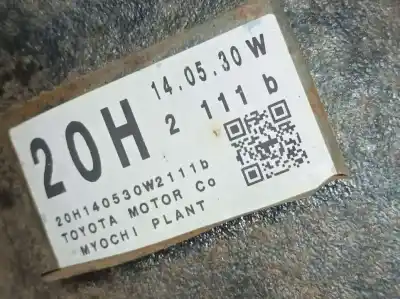 20H
14.05.30 W
2 111 b
20H140530W2111b
TOYOTA MOTOR Co
MYOCHI PLANT